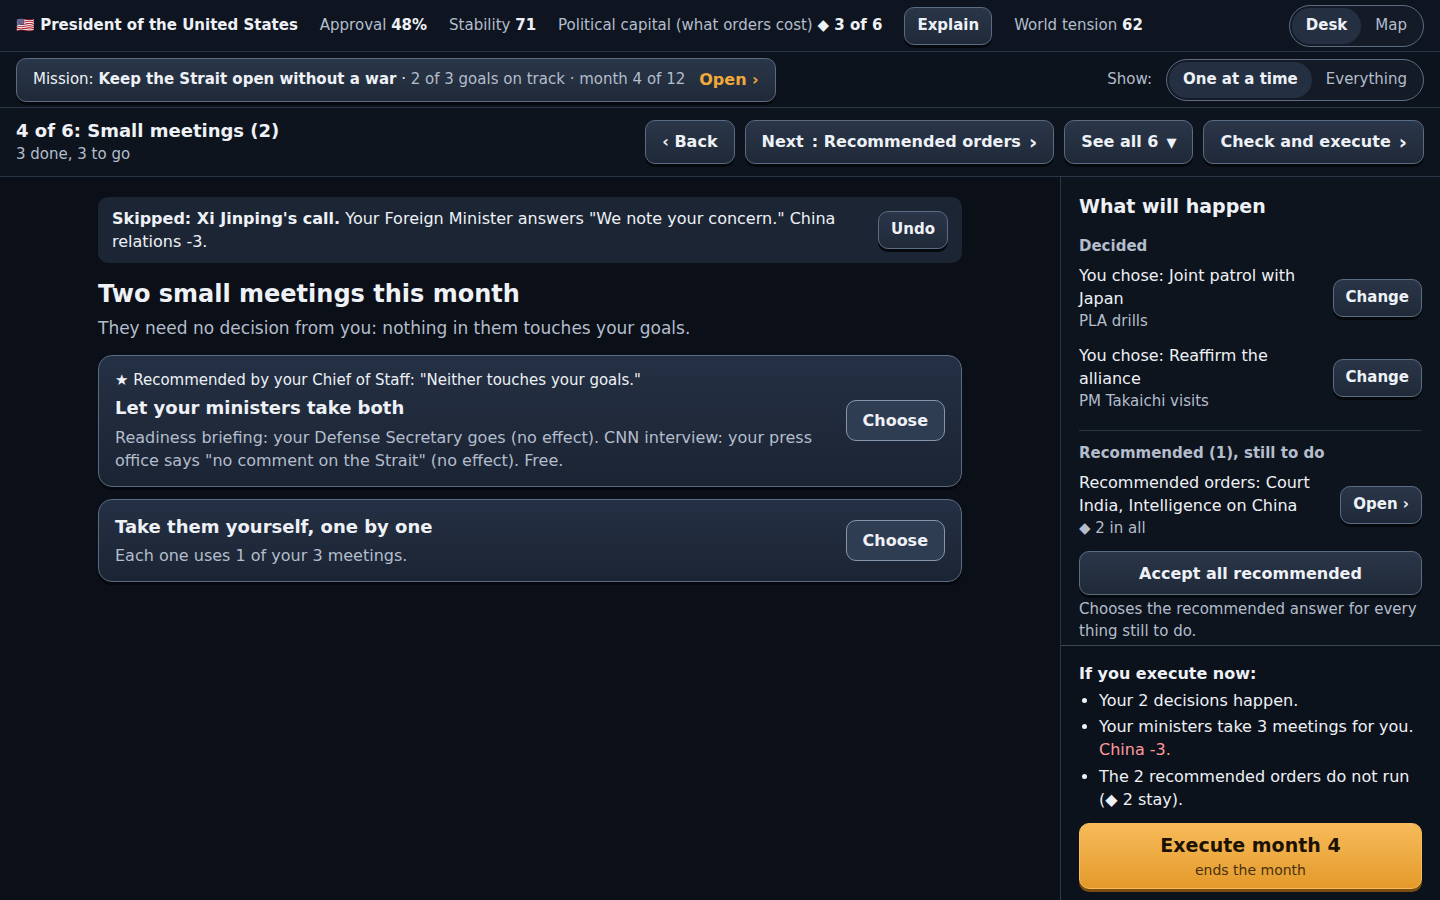 🇺🇸 President of the United States Approval 48% Stability 71 Political capital (what orders cost) ◆ 3 of 6 Explain World tension 62 Desk Map
Mission: Keep the Strait open without a war · 2 of 3 goals on track · month 4 of 12 Open ›
Show: One at a time Everything
4 of 6: Small meetings (2)
3 done, 3 to go
‹ Back Next : Recommended orders › See all 6 ▼ Check and execute ›
Skipped: Xi Jinping's call. Your Foreign Minister answers "We note your concern." China
relations -3.
Undo
Two small meetings this month
They need no decision from you: nothing in them touches your goals.
★ Recommended by your Chief of Staff: "Neither touches your goals."
Let your ministers take both
Readiness briefing: your Defense Secretary goes (no effect). CNN interview: your press
office says "no comment on the Strait" (no effect). Free.
Choose
Take them yourself, one by one
Each one uses 1 of your 3 meetings.
Choose
What will happen
Decided
You chose: Joint patrol with
Japan
PLA drills
Change
You chose: Reaffirm the
alliance
PM Takaichi visits
Change
Recommended (1), still to do
Recommended orders: Court
India, Intelligence on China
◆ 2 in all
Open ›
Accept all recommended
Chooses the recommended answer for every
thing still to do.
If you execute now:
• Your 2 decisions happen.
• Your ministers take 3 meetings for you.
China -3.
• The 2 recommended orders do not run
(◆ 2 stay).
Execute month 4
ends the month